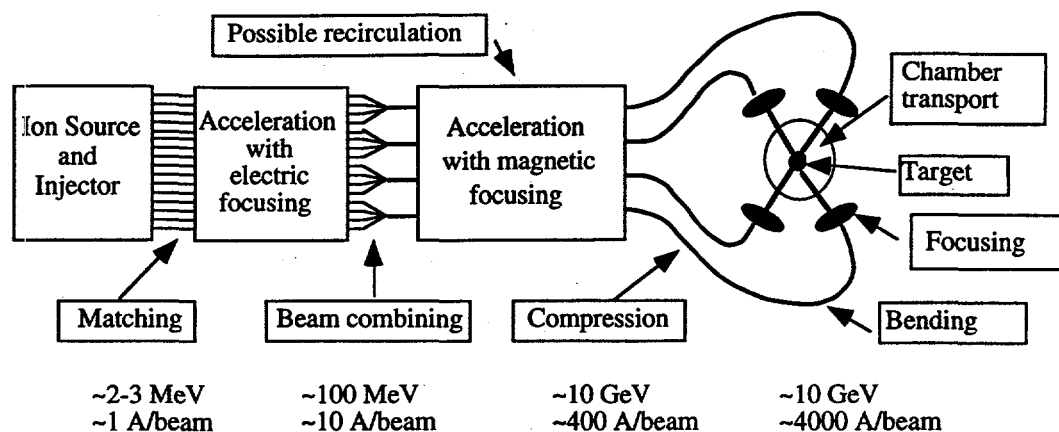 Possible recirculation
Ion Source
and
Injector
Acceleration
with
electric
focusing
Acceleration
with magnetic
focusing
Chamber
transport
Target
Focusing
Matching
Beam combining
Compression
Bending
~2-3 MeV
~1 A/beam
~100 MeV
~10 A/beam
~10 GeV
~400 A/beam
~10 GeV
~4000 A/beam